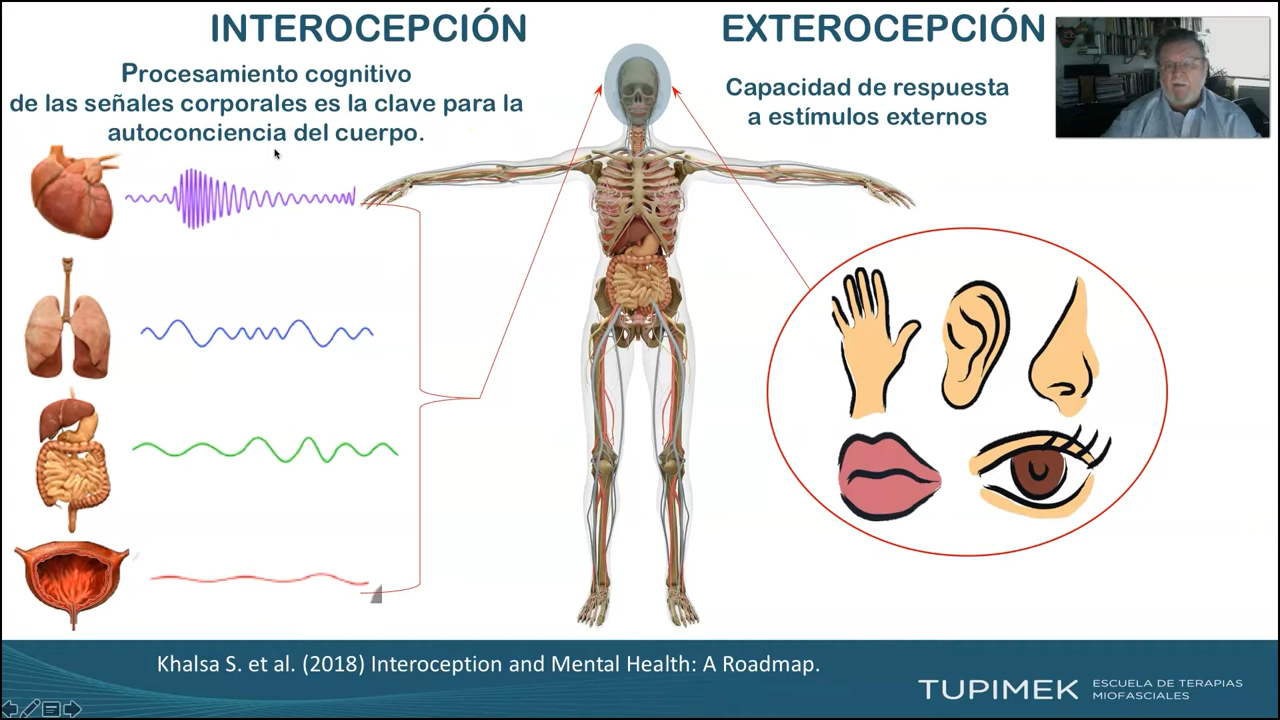 INTEROCEPCIÓN
Procesamiento cognitivo
de las señales corporales es la clave para la
autoconciencia del cuerpo.
EXTEROCEPCIÓN
Capacidad de respuesta
a estímulos externos
Khalsa S. et al. (2018) Interoception and Mental Health: A Roadmap.
TUPIMEK
ESCUELA DE TERAPIAS
MIOFASCIALES